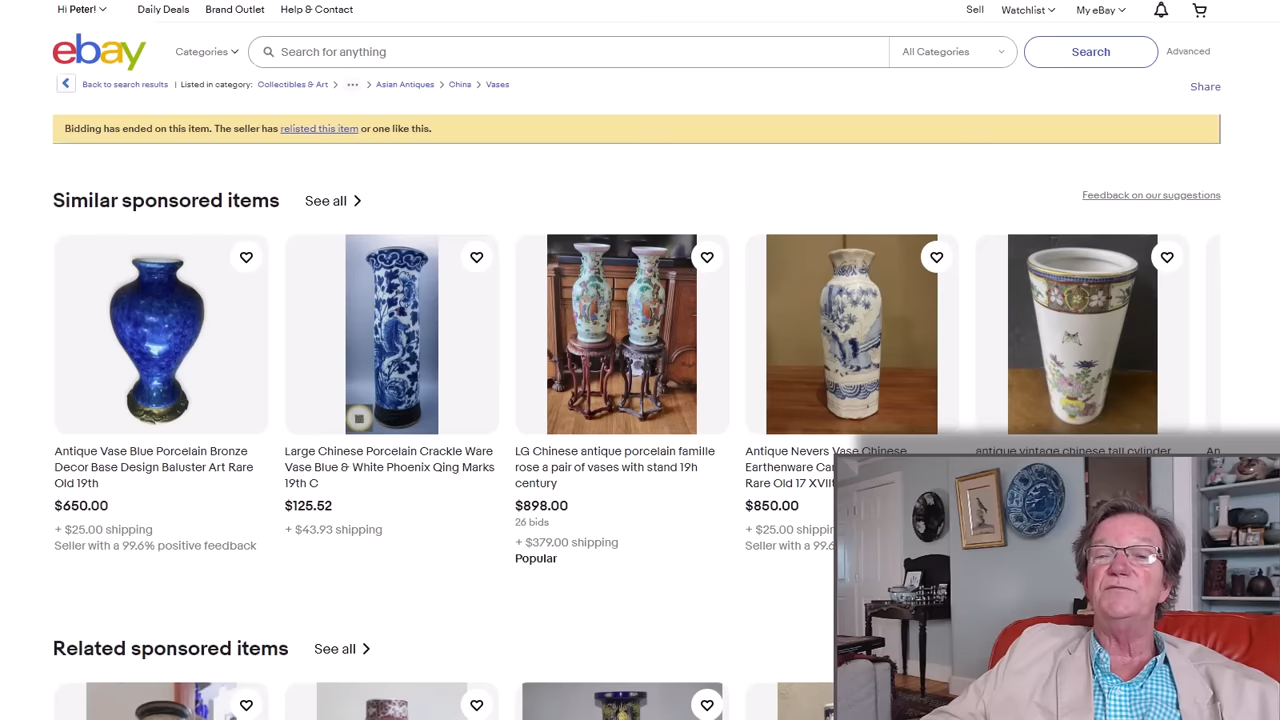 Hi Peter! Daily Deals Brand Outlet Help & Contact Sell Watchlist My eBay
ebay Categories Search for anything All Categories Search Advanced
Back to search results | Listed in category: Collectibles & Art > ••• > Asian Antiques > China > Vases Share
Bidding has ended on this item. The seller has relisted this item or one like this.
Similar sponsored items See all
Feedback on our suggestions
Antique Vase Blue Porcelain Bronze
Decor Base Design Baluster Art Rare
Old 19th
$650.00
+ $25.00 shipping
Seller with a 99.6% positive feedback
Large Chinese Porcelain Crackle Ware
Vase Blue & White Phoenix Qing Marks
19th C
$125.52
+ $43.93 shipping
LG Chinese antique porcelain famille
rose a pair of vases with stand 19h
century
$898.00
26 bids
+ $379.00 shipping
Popular
Antique Nevers Vase Chinese
Earthenware
Rare Old 17
$850.00
+ $25.00
Seller with a
antique vintage chinese tall cylinder
Related sponsored items See all